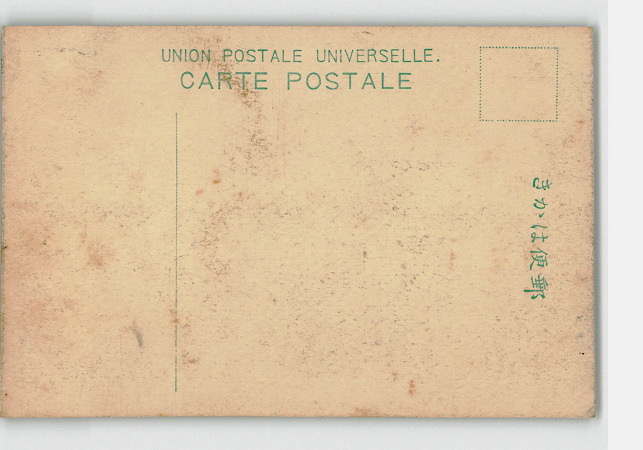 UNION POSTALE UNIVERSELLE.
CARTE POSTALE
郵便はかき